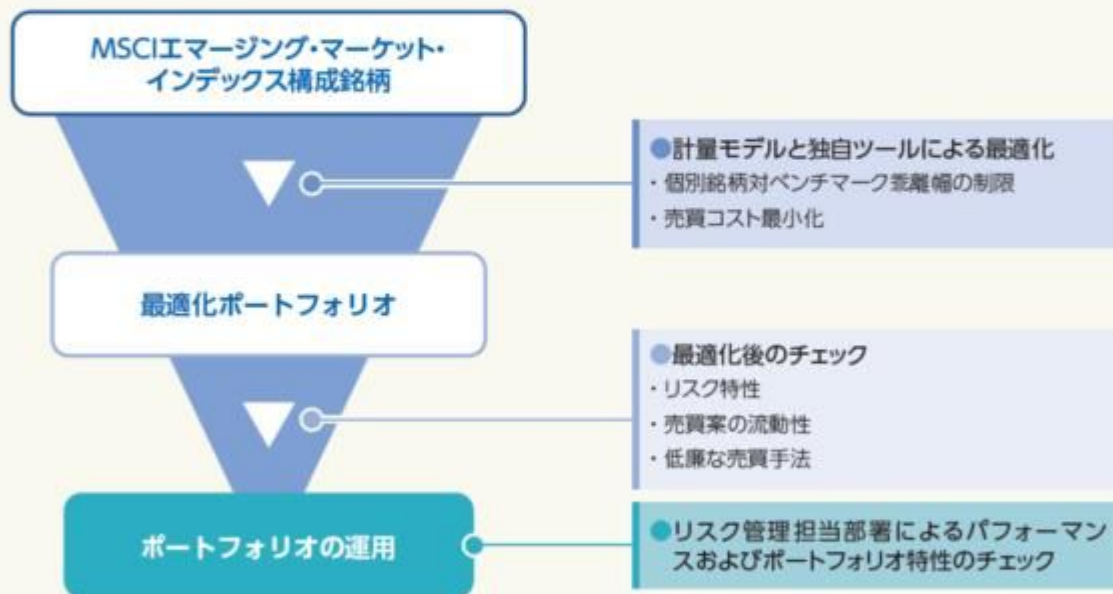 MSCIエマージング・マーケット・
インデックス構成銘柄
●計量モデルと独自ツールによる最適化
・個別銘柄対ベンチマーク乖離幅の制限
・売買コスト最小化
最適化ポートフォリオ
●最適化後のチェック
・リスク特性
・売買案の流動性
・低廉な売買手法
ポートフォリオの運用
●リスク管理担当部署によるパフォーマン
スおよびポートフォリオ特性のチェック